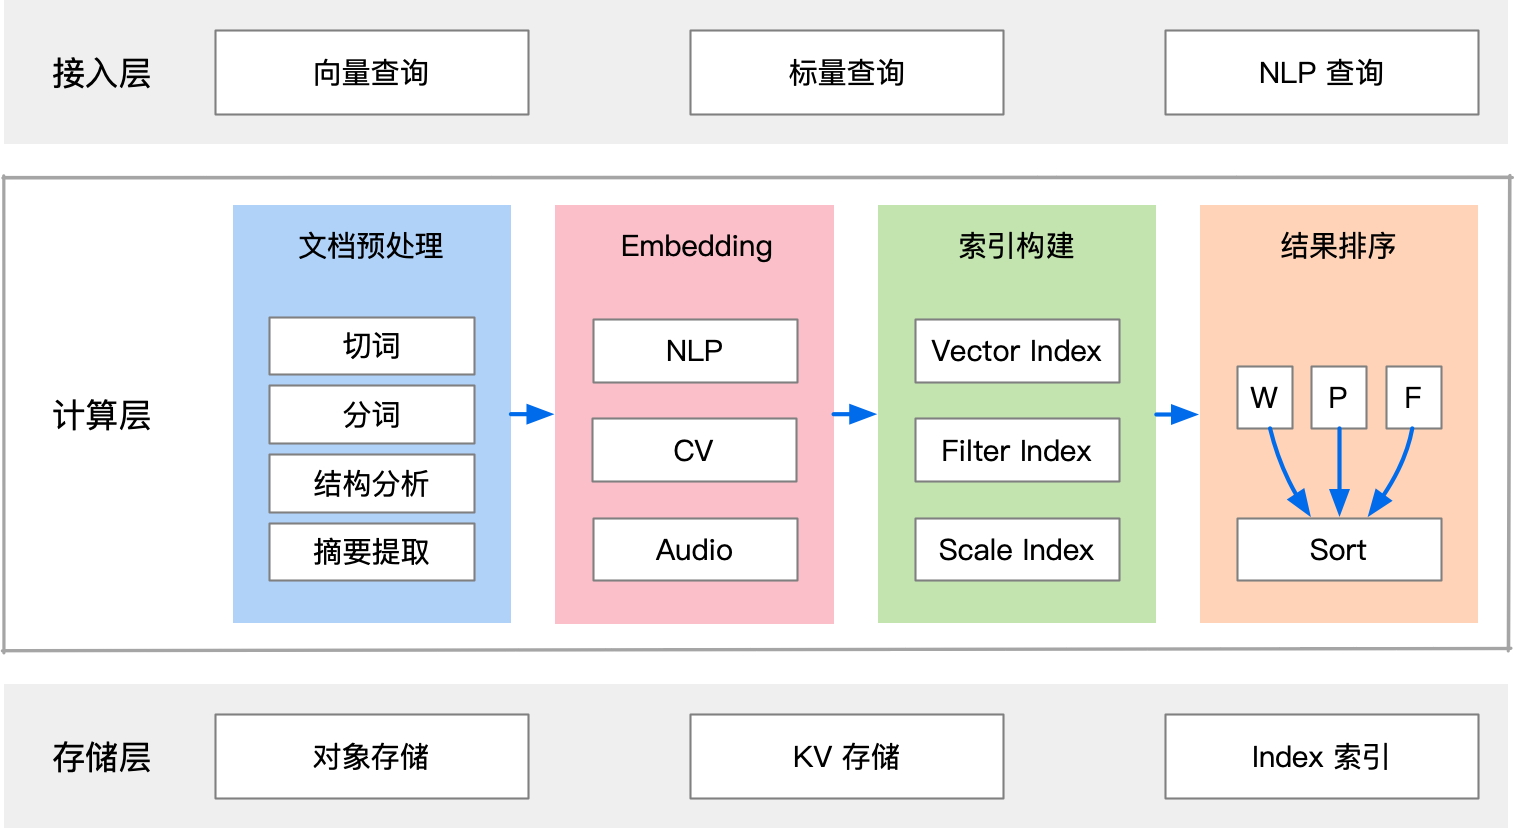 接入层
向量查询
标量查询
NLP 查询
计算层
文档预处理
切词
分词
结构分析
摘要提取
Embedding
NLP
CV
Audio
索引构建
Vector Index
Filter Index
Scale Index
结果排序
W P F
Sort
存储层
对象存储
KV 存储
Index 索引